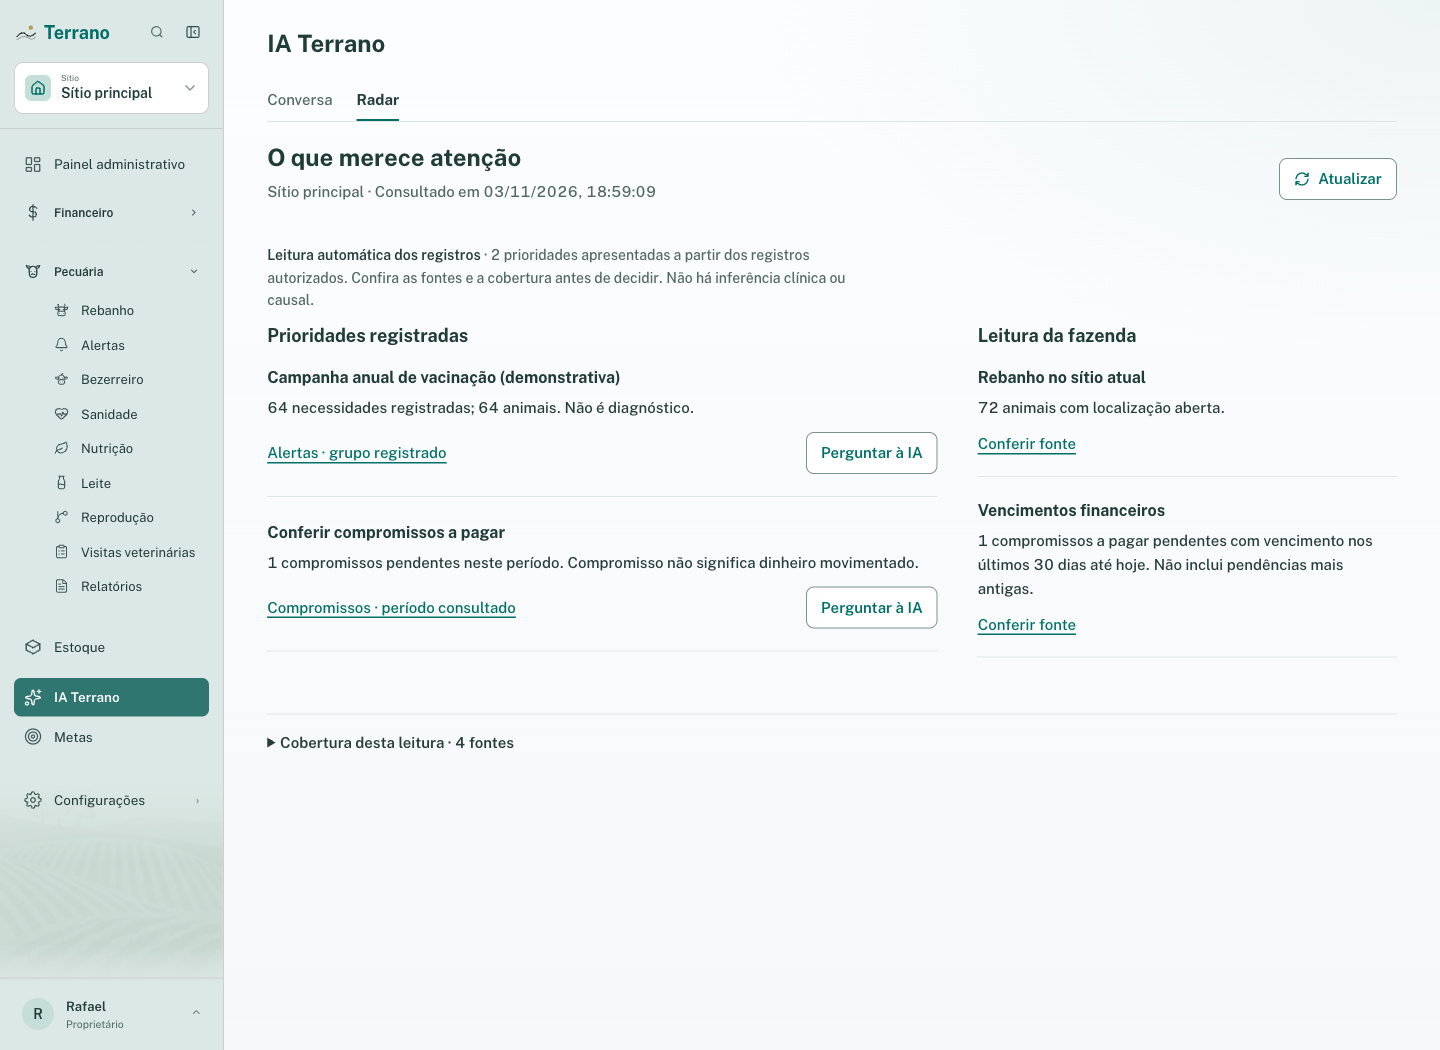 Terrano
Sítio
Sítio principal
Painel administrativo
Financeiro
Pecuária
Rebanho
Alertas
Bezerreiro
Sanidade
Nutrição
Leite
Reprodução
Visitas veterinárias
Relatórios
Estoque
IA Terrano
Metas
Configurações
R
Rafael
Proprietário
IA Terrano
Conversa
Radar
O que merece atenção
Sítio principal · Consultado em 03/11/2026, 18:59:09
Atualizar
Leitura automática dos registros · 2 prioridades apresentadas a partir dos registros
autorizados. Confira as fontes e a cobertura antes de decidir. Não há inferência clínica ou
causal.
Prioridades registradas
Campanha anual de vacinação (demonstrativa)
64 necessidades registradas; 64 animais. Não é diagnóstico.
Alertas · grupo registrado
Perguntar à IA
Conferir compromissos a pagar
1 compromissos pendentes neste período. Compromisso não significa dinheiro movimentado.
Compromissos · período consultado
Perguntar à IA
Leitura da fazenda
Rebanho no sítio atual
72 animais com localização aberta.
Conferir fonte
Vencimentos financeiros
1 compromissos a pagar pendentes com vencimento nos
últimos 30 dias até hoje. Não inclui pendências mais
antigas.
Conferir fonte
Cobertura desta leitura · 4 fontes